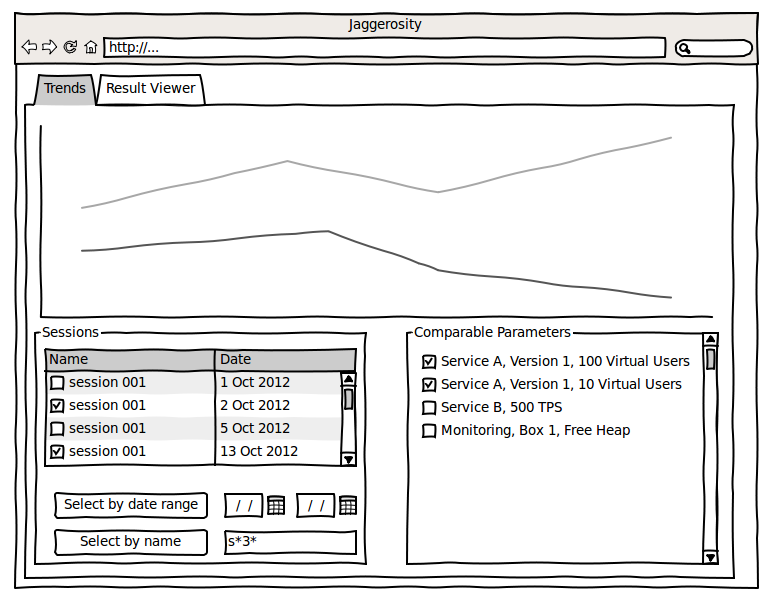 Jaggerosity
http://...
Trends
Result Viewer
Sessions
Name Date
session 001 1 Oct 2012
session 001 2 Oct 2012
session 001 5 Oct 2012
session 001 13 Oct 2012
Select by date range / / / /
Select by name s*3*
Comparable Parameters
Service A, Version 1, 100 Virtual Users
Service A, Version 1, 10 Virtual Users
Service B, 500 TPS
Monitoring, Box 1, Free Heap